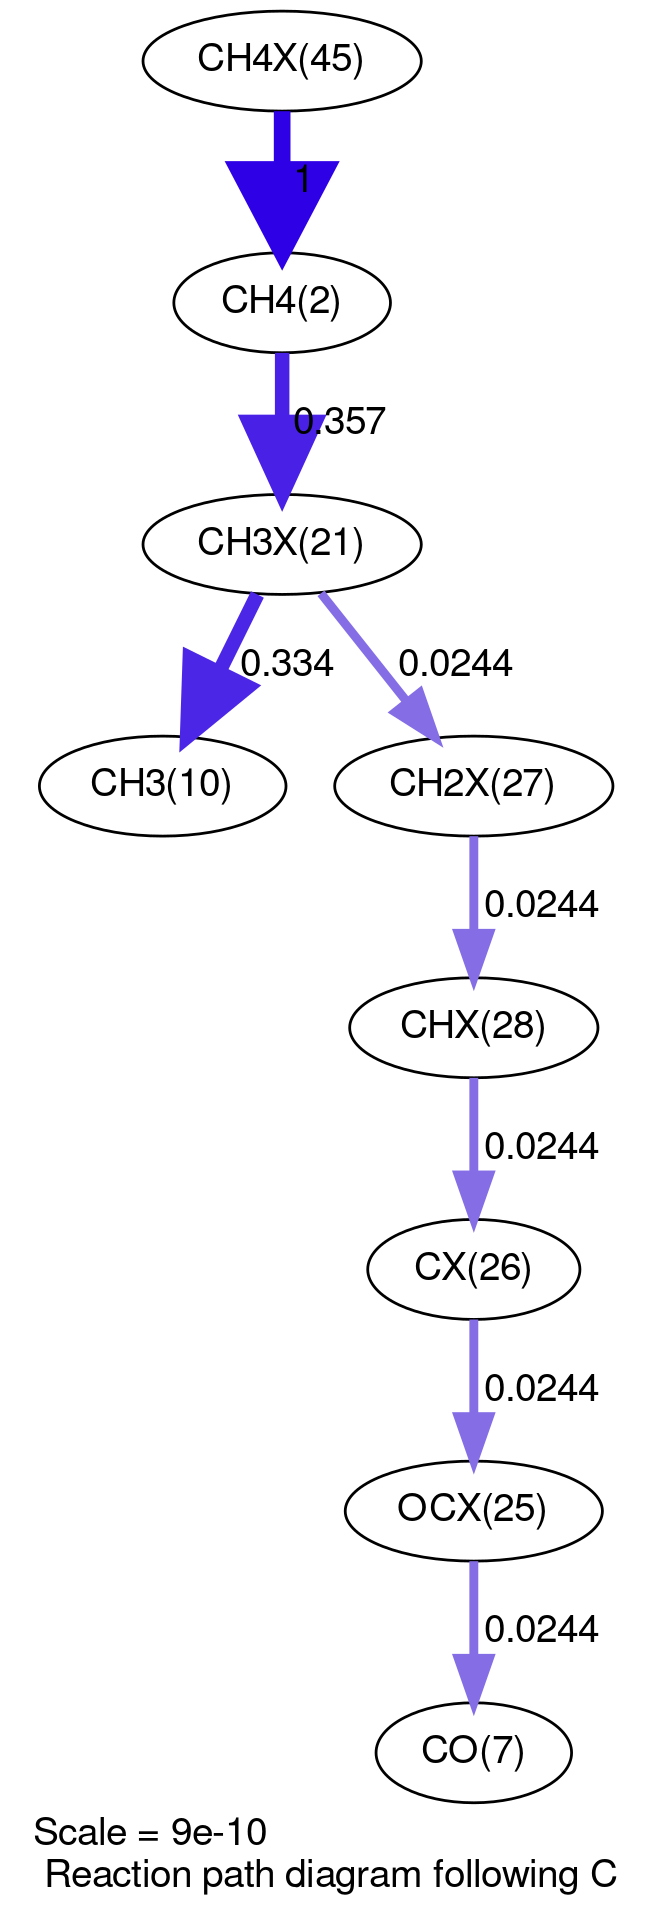 CH4X(45)
1
CH4(2)
0.357
CH3X(21)
0.334
0.0244
CH3(10)
CH2X(27)
0.0244
CHX(28)
0.0244
CX(26)
0.0244
OCX(25)
0.0244
CO(7)
Scale = 9e-10
Reaction path diagram following C